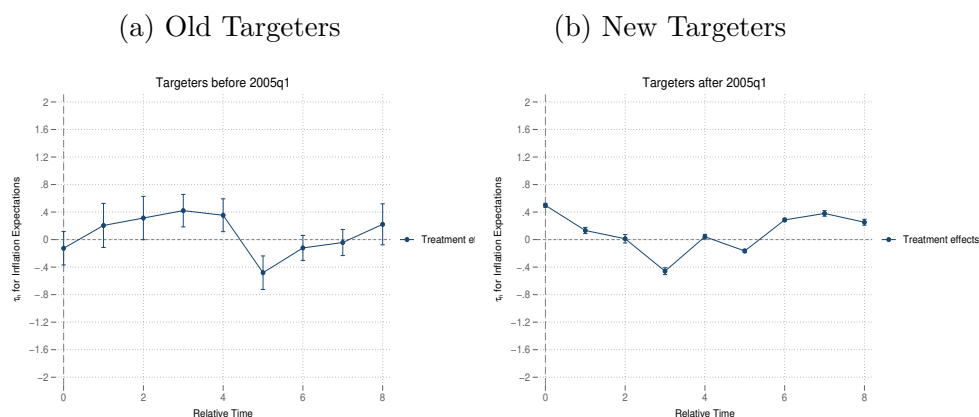 (a) Old Targeters
(b) New Targeters
Targeters before 2005q1
τₕ for Inflation Expectations
2
1.6
1.2
.8
.4
0
-.4
-.8
-1.2
-1.6
-2
0 2 4 6 8
Relative Time
Treatment ef
Targeters after 2005q1
τₕ for Inflation Expectations
2
1.6
1.2
.8
.4
0
-.4
-.8
-1.2
-1.6
-2
0 2 4 6 8
Relative Time
Treatment effects